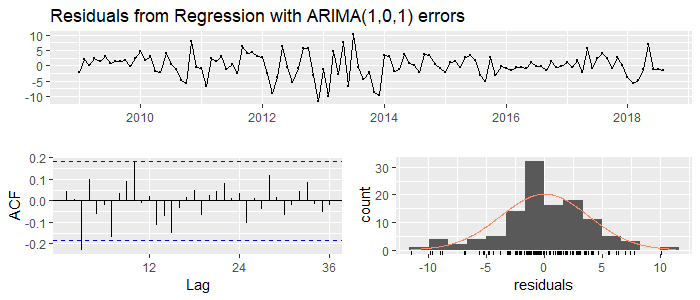 Residuals from Regression with ARIMA(1,0,1) errors
10
5
0
-5
-10
2010 2012 2014 2016 2018
ACF
0.2
0.1
0.0
-0.1
-0.2
12 24 36
Lag
count
30
20
10
0
-10 -5 0 5 10
residuals